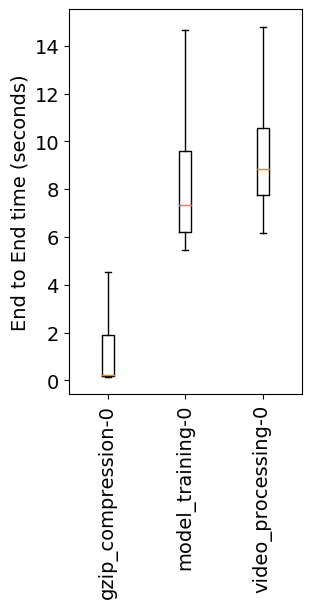 End to End time (seconds)
14
12
10
8
6
4
2
0
gzip_compression-0
model_training-0
video_processing-0